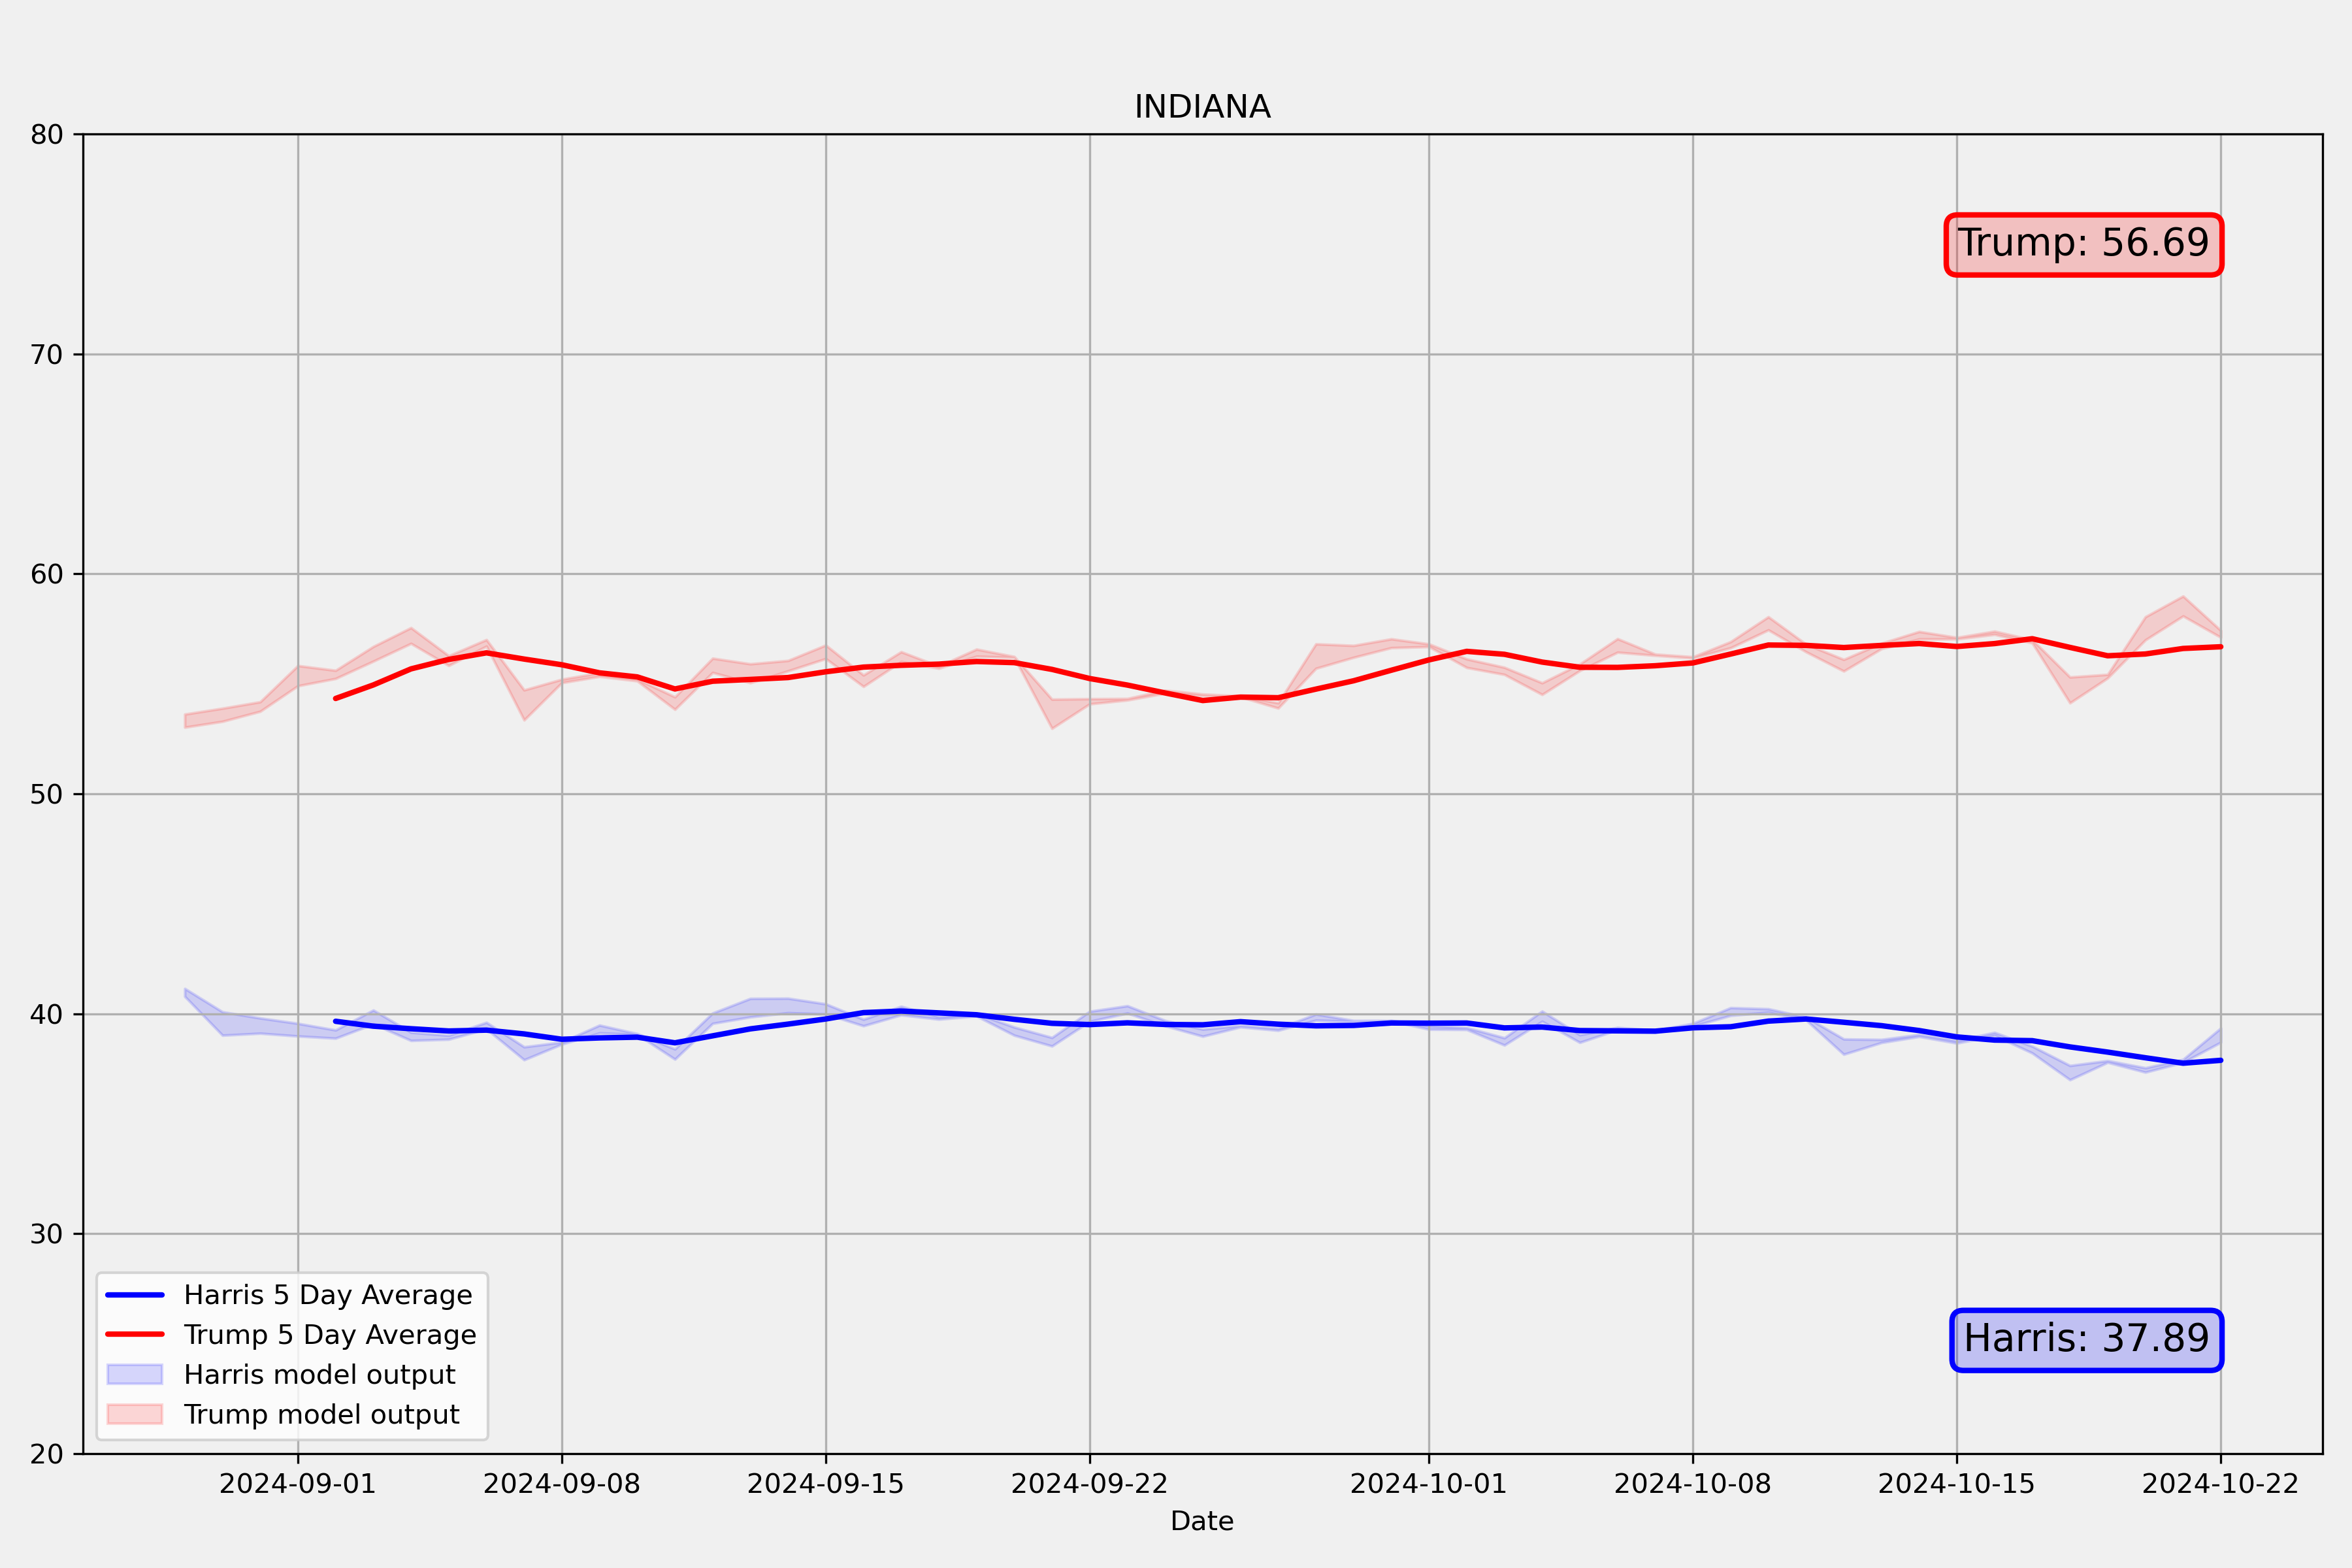 INDIANA
80
70
60
50
40
30
20
Trump: 56.69
Harris: 37.89
Harris 5 Day Average
Trump 5 Day Average
Harris model output
Trump model output
2024-09-01
2024-09-08
2024-09-15
2024-09-22
2024-10-01
2024-10-08
2024-10-15
2024-10-22
Date